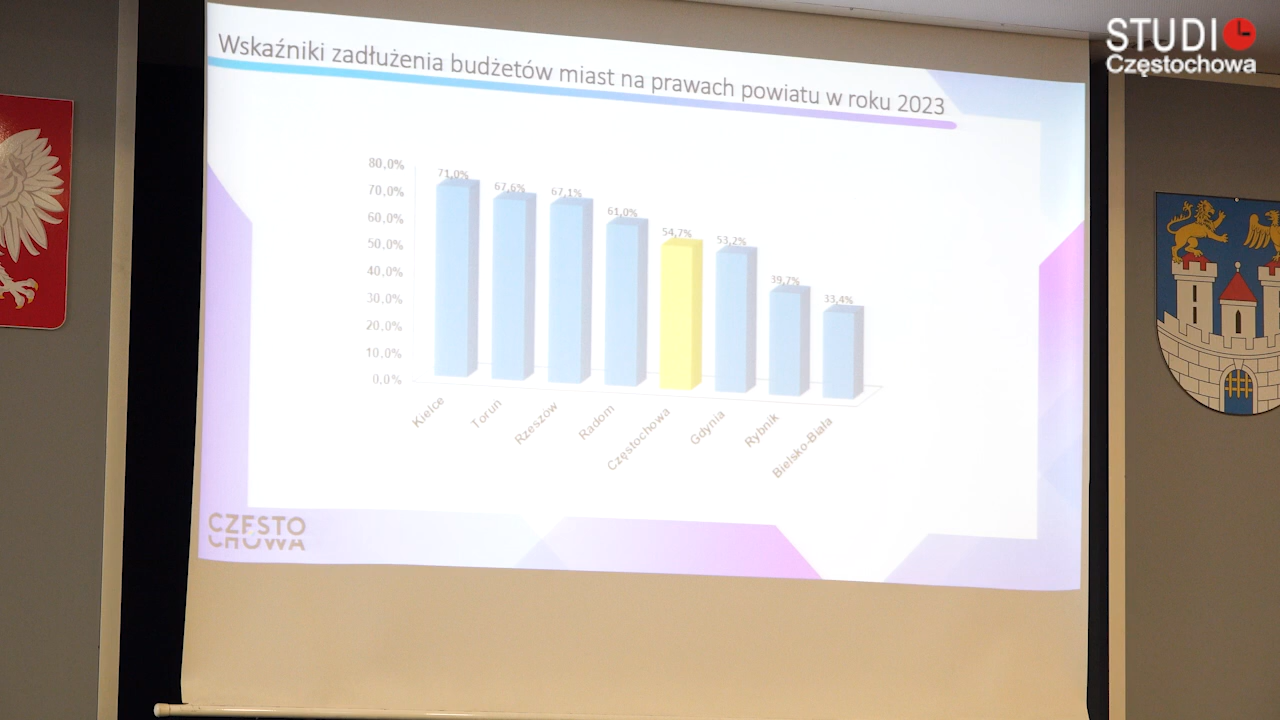 STUDIO
Częstochowa
Wskaźniki zadłużenia budżetów miast na prawach powiatu w roku 2023
80,0%
70,0%
60,0%
50,0%
40,0%
30,0%
20,0%
10,0%
0,0%
71,0%
67,6%
67,1%
61,0%
54,7%
53,2%
39,7%
33,4%
Kielce
Toruń
Rzeszów
Radom
Częstochowa
Gdynia
Rybnik
Bielsko-Biała
CZĘSTO
CHOWA